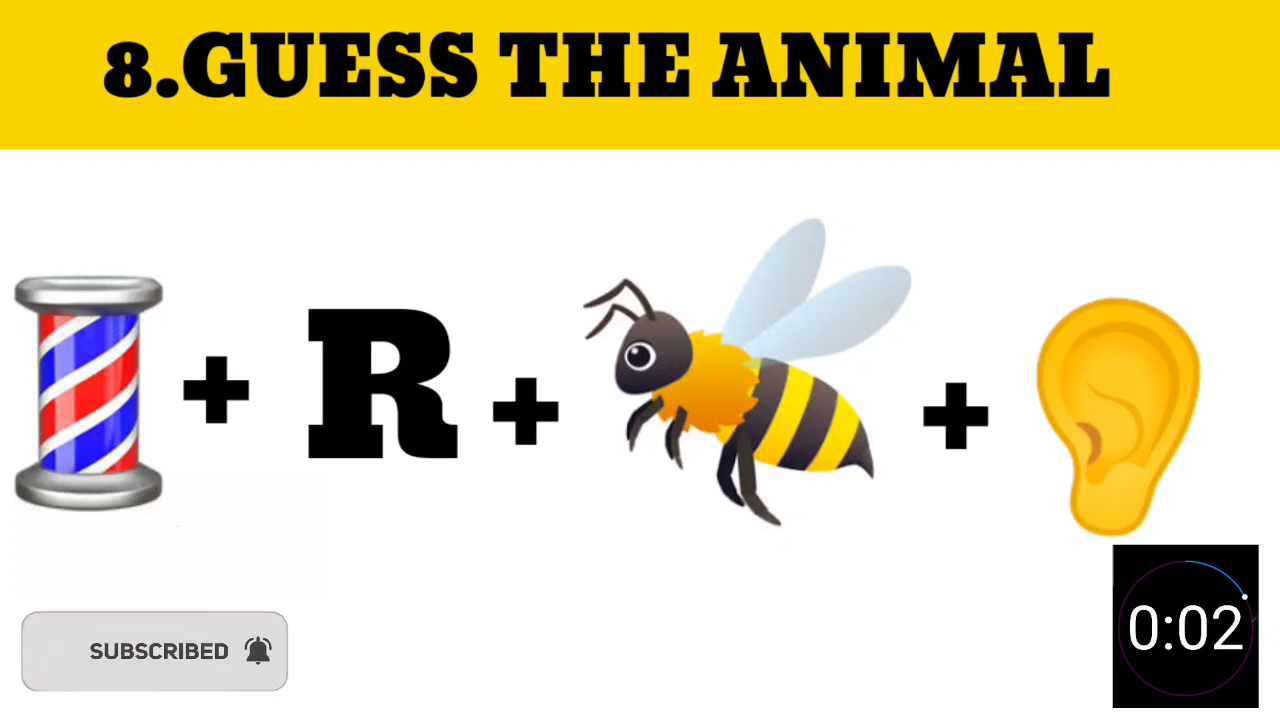 8.GUESS THE ANIMAL
+ R + +
SUBSCRIBED
0:02